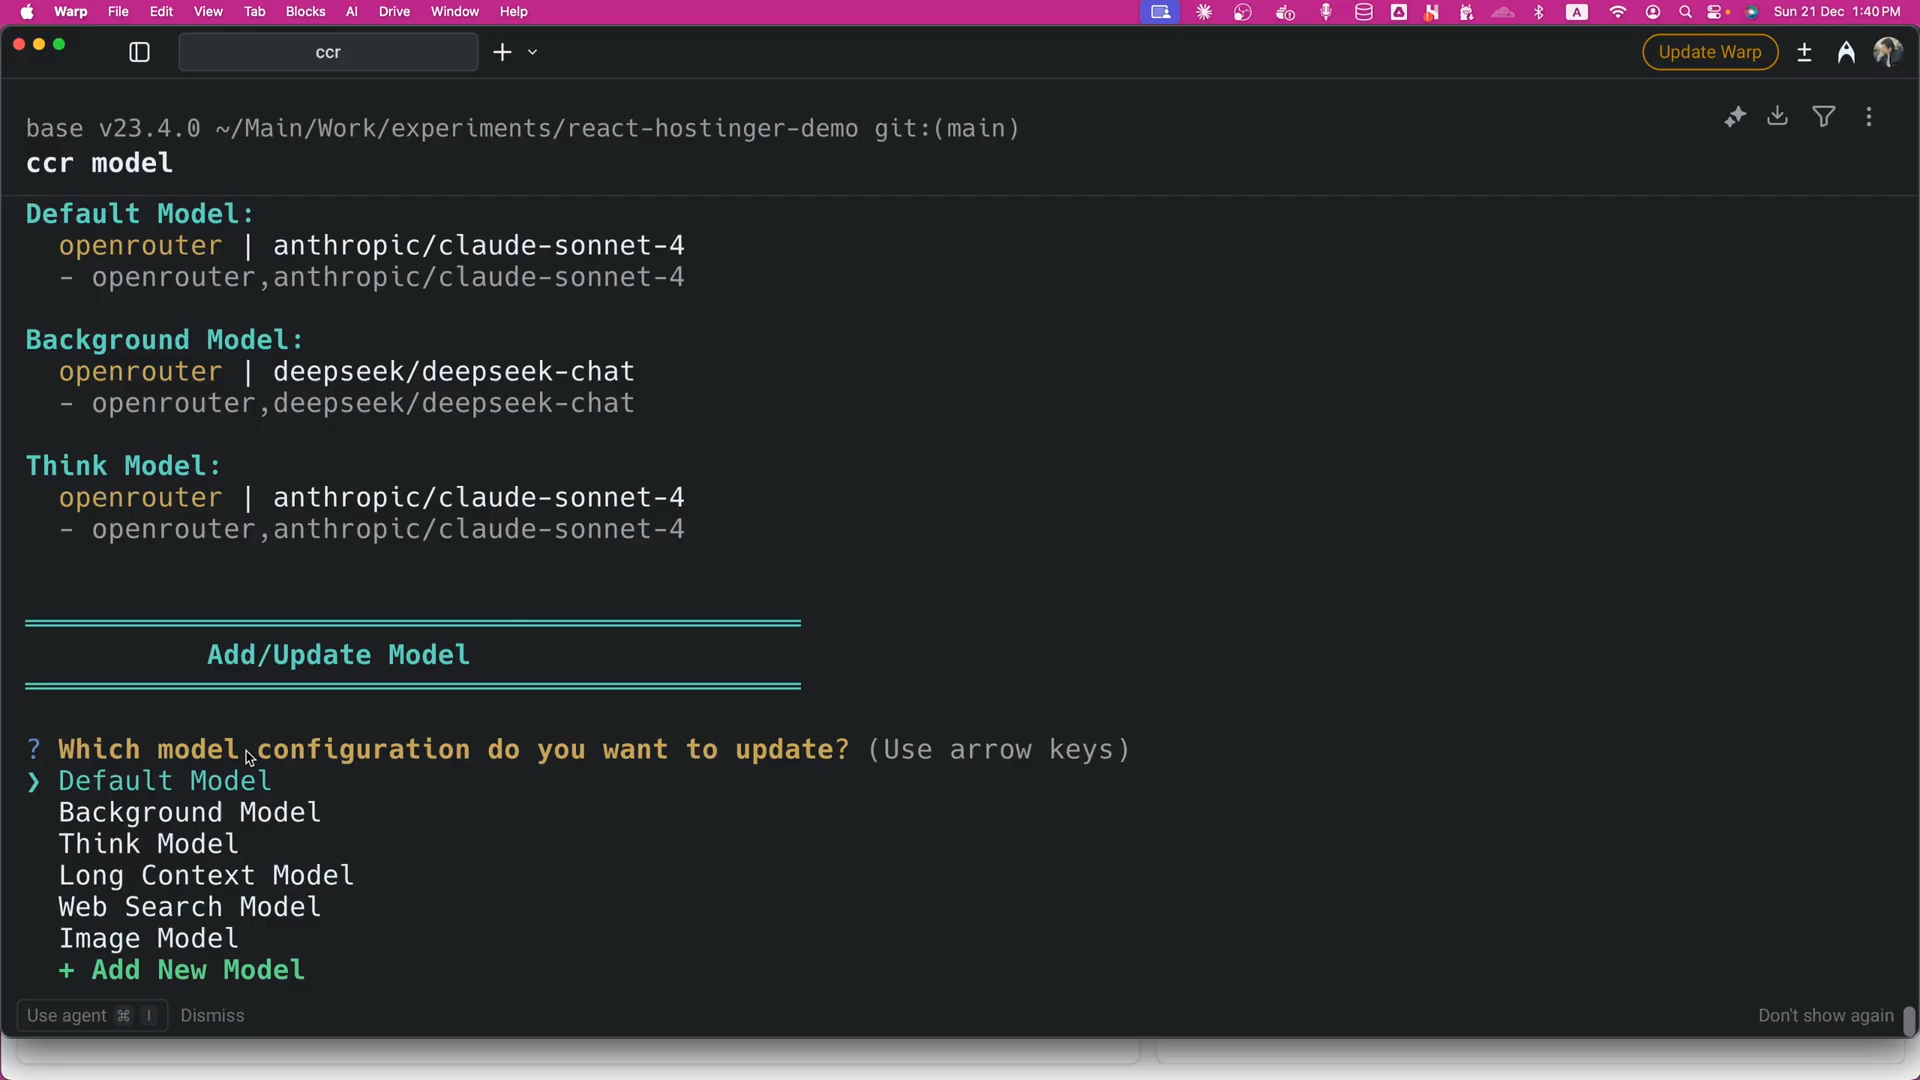 Warp File Edit View Tab Blocks AI Drive Window Help
A
Sun 21 Dec 1:40 PM
ccr
Update Warp
base v23.4.0 ~/Main/Work/experiments/react-hostinger-demo git:(main)
ccr model
Default Model:
openrouter | anthropic/claude-sonnet-4
- openrouter,anthropic/claude-sonnet-4
Background Model:
openrouter | deepseek/deepseek-chat
- openrouter,deepseek/deepseek-chat
Think Model:
openrouter | anthropic/claude-sonnet-4
- openrouter,anthropic/claude-sonnet-4
Add/Update Model
? Which model configuration do you want to update? (Use arrow keys)
❯ Default Model
Background Model
Think Model
Long Context Model
Web Search Model
Image Model
+ Add New Model
Use agent ⌘ I Dismiss
Don't show again